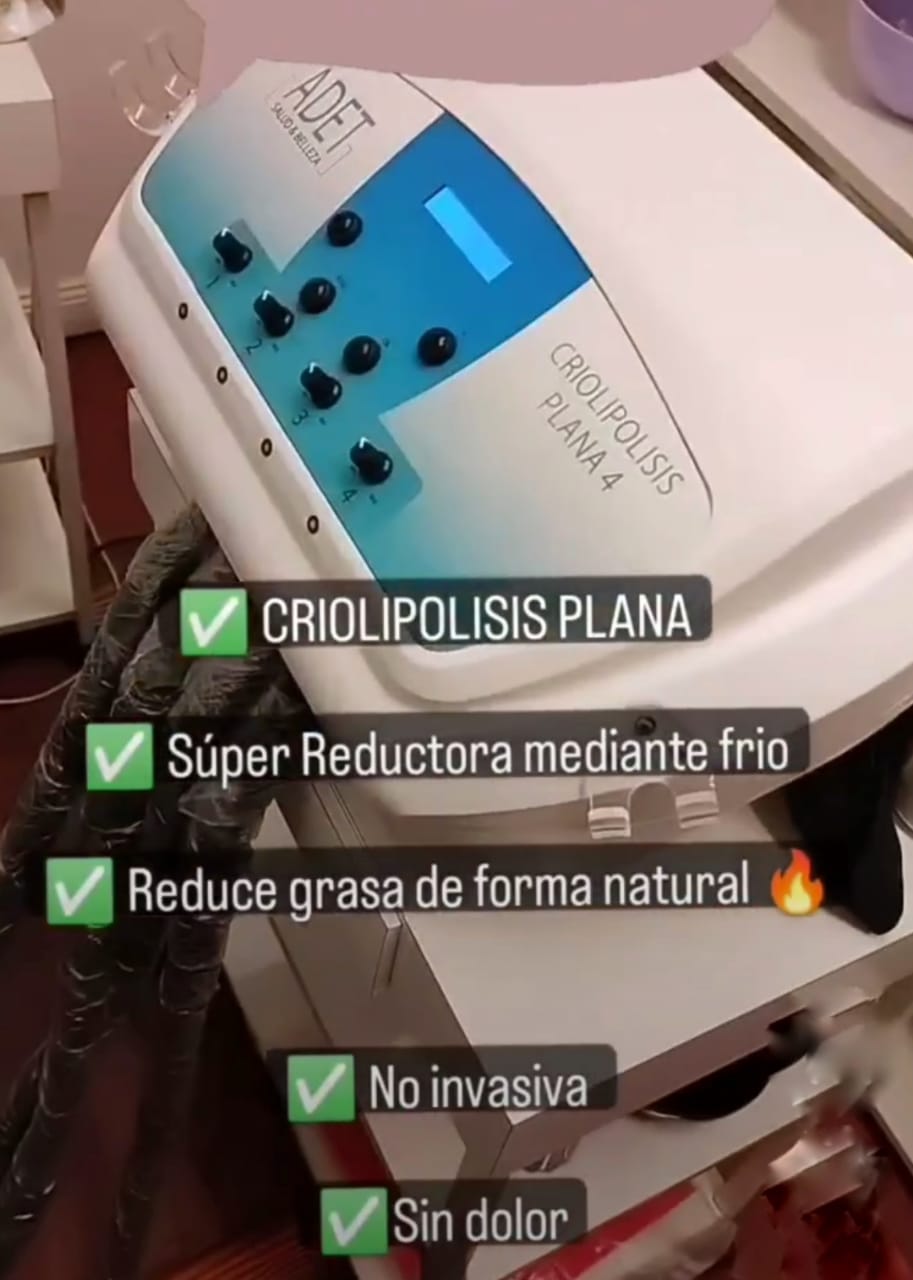 ADET
SALUD & BELLEZA
1
2
3
4
CRIOLIPOLISIS
PLANA 4
✅ CRIOLIPOLISIS PLANA
✅ Súper Reductora mediante frio
✅ Reduce grasa de forma natural 🔥
✅ No invasiva
✅ Sin dolor